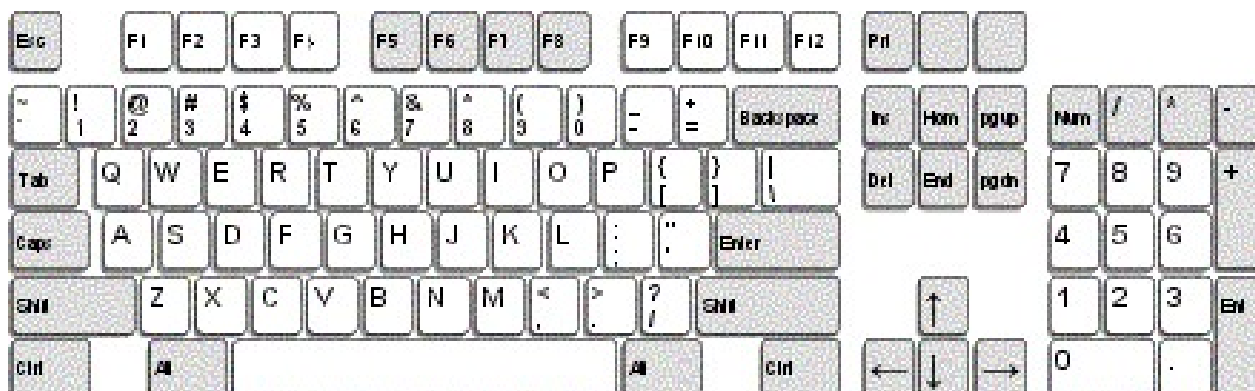 Esc F1 F2 F3 F5 F6 F7 F8 F9 F10 F11 F12 Prt
~ ` ! 1 @ 2 # 3 $ 4 % 5 ^ 6 & 7 * 8 ( 9 ) 0 _ - + = Backspace Ins Hom pgup Num / * -
Tab Q W E R T Y U I O P { [ } ] | \ Del End pgdn 7 8 9 +
Caps A S D F G H J K L : ; " ' Enter 4 5 6
Shift Z X C V B N M < , > . ? / Shift ↑ 1 2 3 Ent
Ctrl Alt Alt Ctrl ← ↓ → 0 .